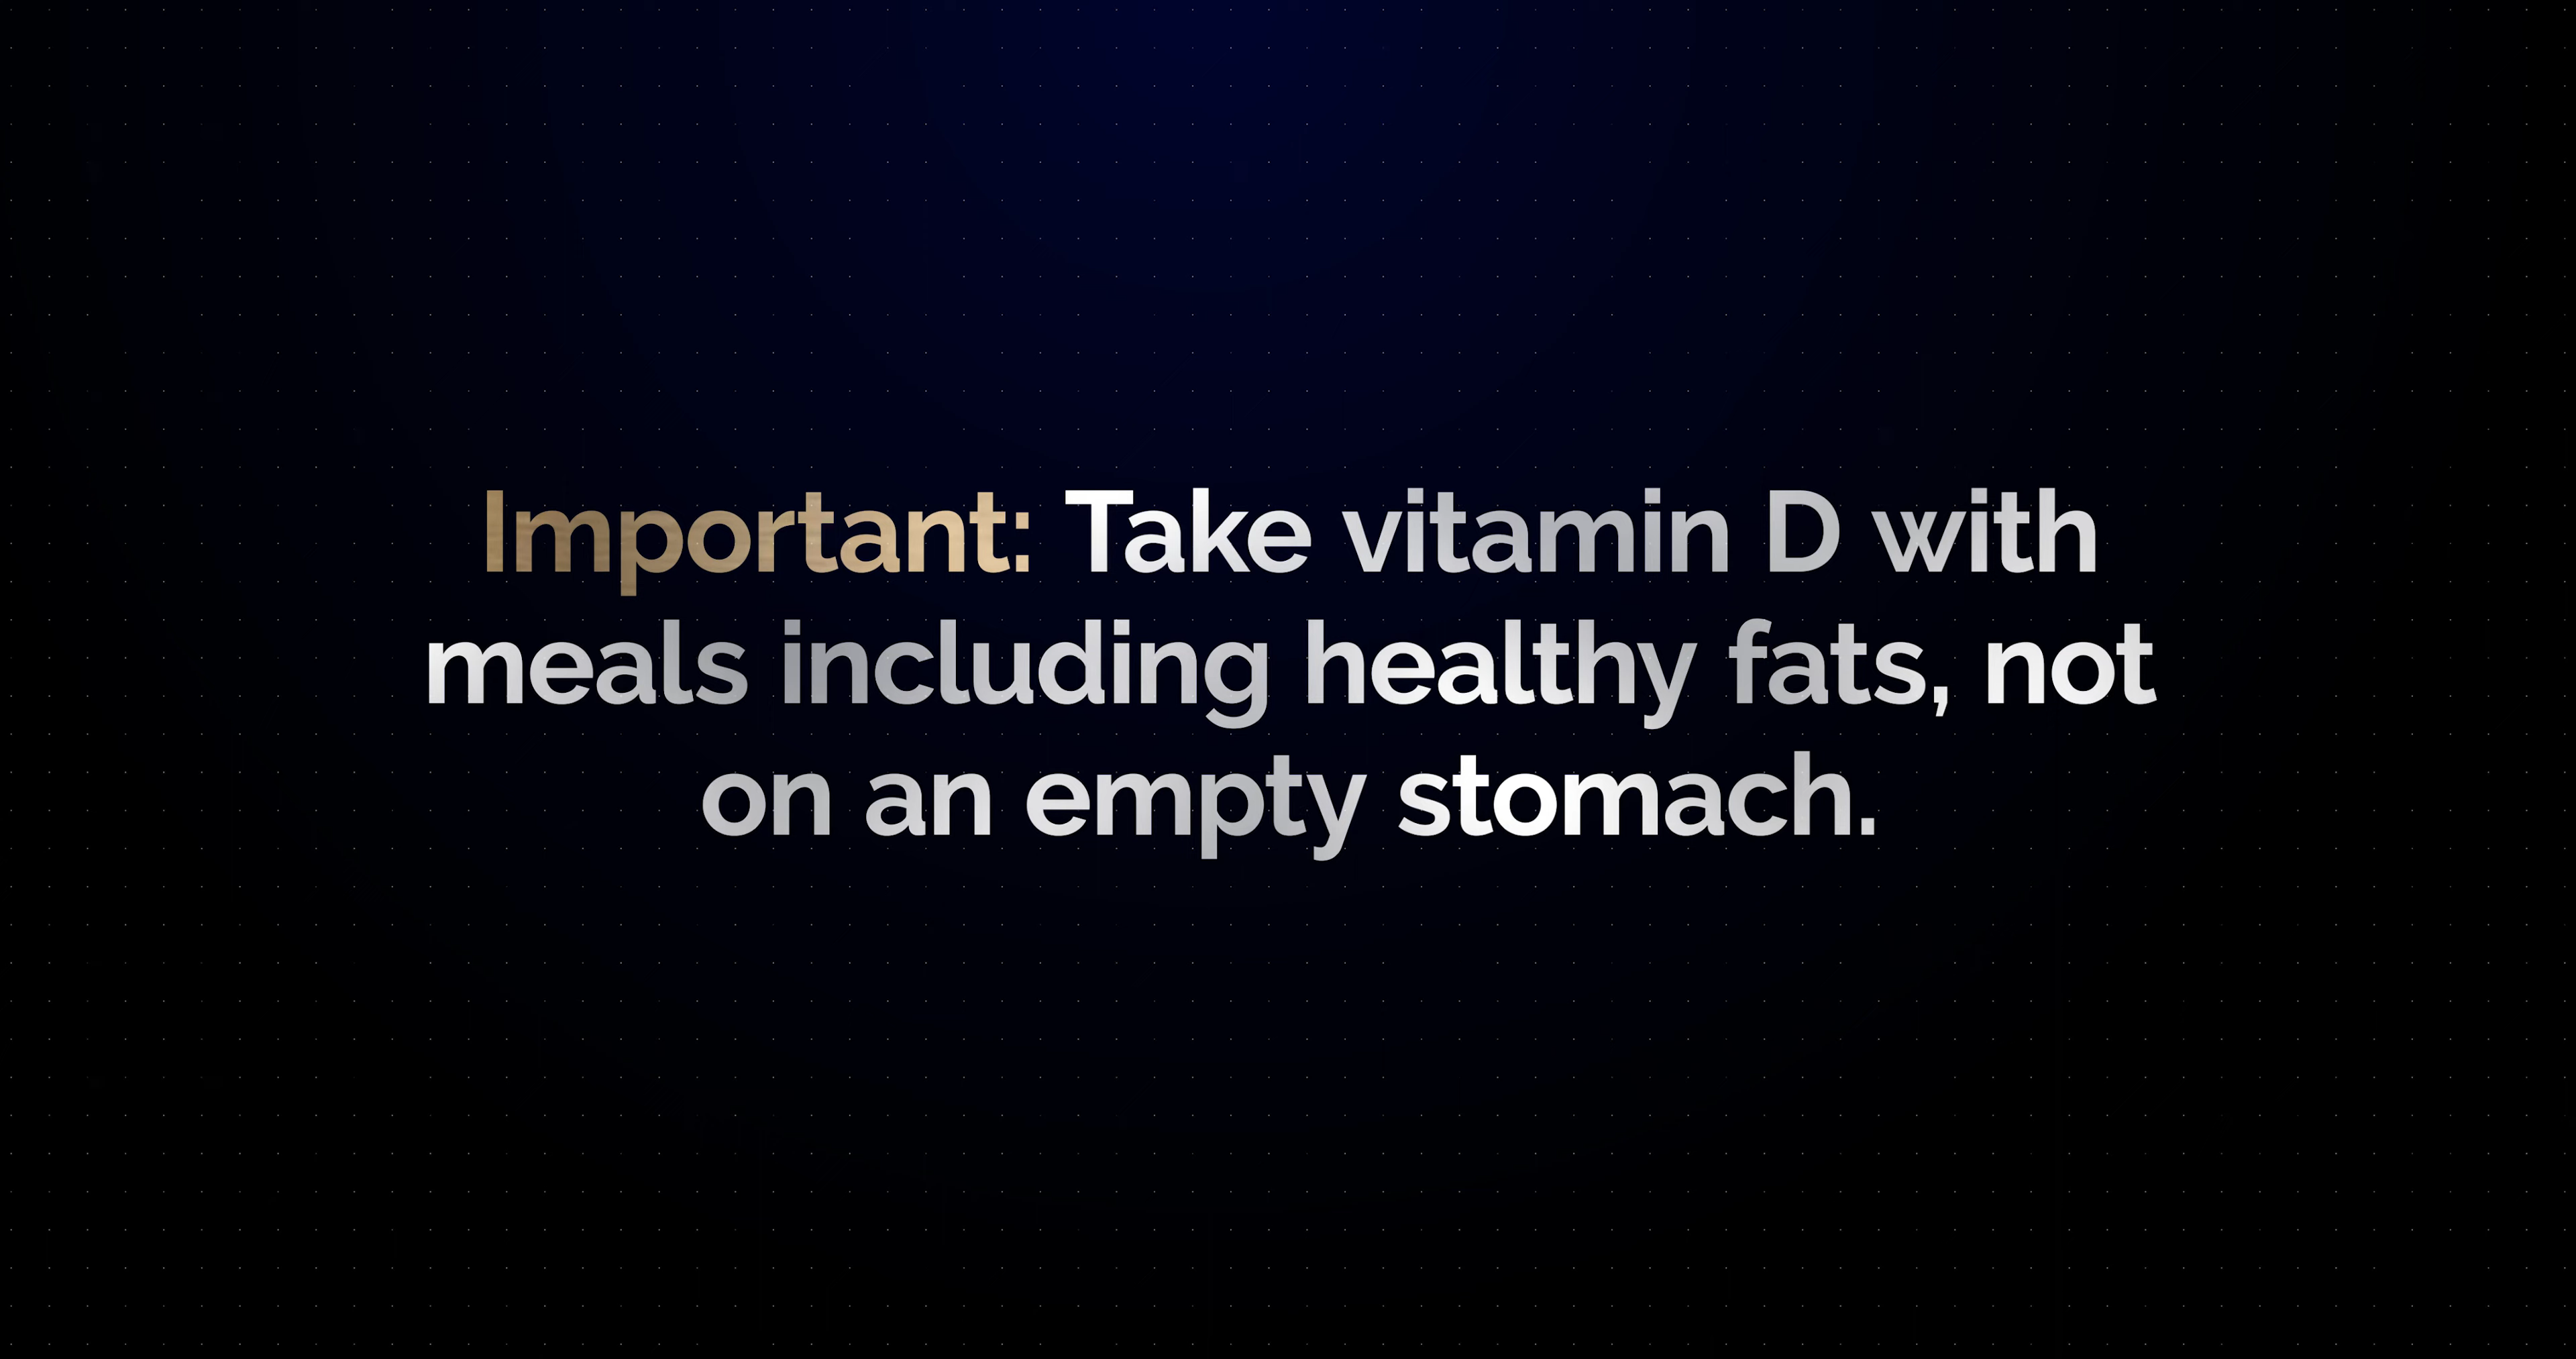 Important: Take vitamin D with
meals including healthy fats, not
on an empty stomach.